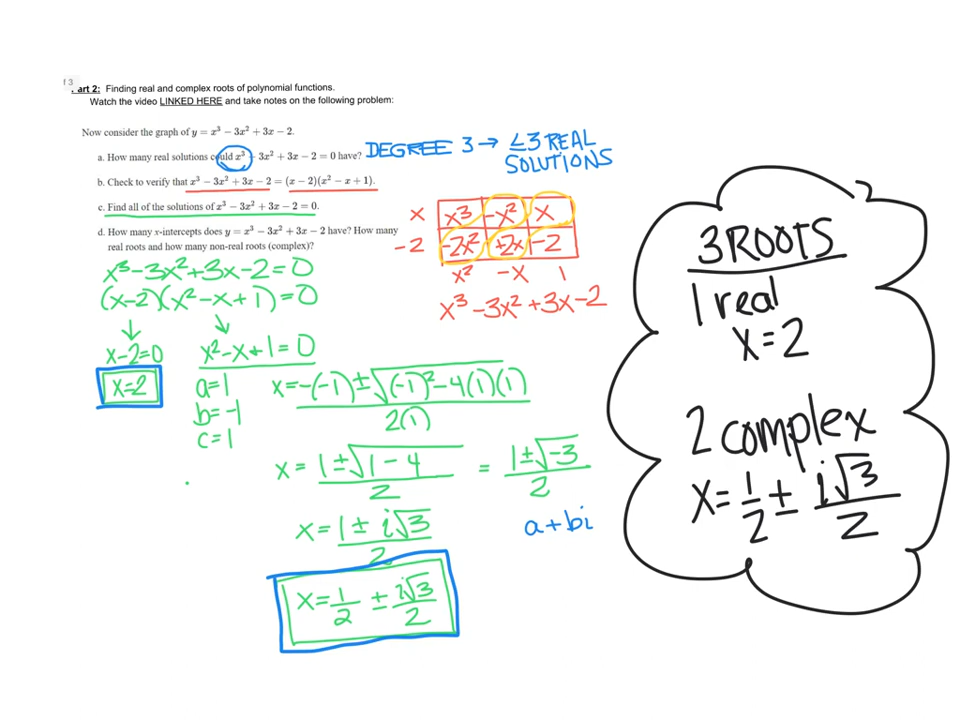 f 3
art 2: Finding real and complex roots of polynomial functions.
Watch the video LINKED HERE and take notes on the following problem:
Now consider the graph of y = x³ − 3x² + 3x − 2.
a. How many real solutions could x³ − 3x² + 3x − 2 = 0 have?
DEGREE 3 → ≤3 REAL
SOLUTIONS
b. Check to verify that x³ − 3x² + 3x − 2 = (x − 2)(x² − x + 1).
c. Find all of the solutions of x³ − 3x² + 3x − 2 = 0.
d. How many x-intercepts does y = x³ − 3x² + 3x − 2 have? How many
real roots and how many non-real roots (complex)?
x x³ -x² x
-2 -2x² +2x -2
x² -x 1
x³ -3x² +3x -2
x³-3x²+3x-2=0
(x-2)(x²-x+1)=0
↓ ↘
x-2=0 x²-x+1=0
x=2
a=1
b=-1
c=1
x=-(-1)±√(-1)²-4(1)(1)
2(1)
x= 1±√1-4 = 1±√-3
2 2
x= 1± i√3
2
a+bi
x= 1/2 ± i√3/2
3 ROOTS
1 real
x=2
2 complex
x= 1/2 ± i√3/2